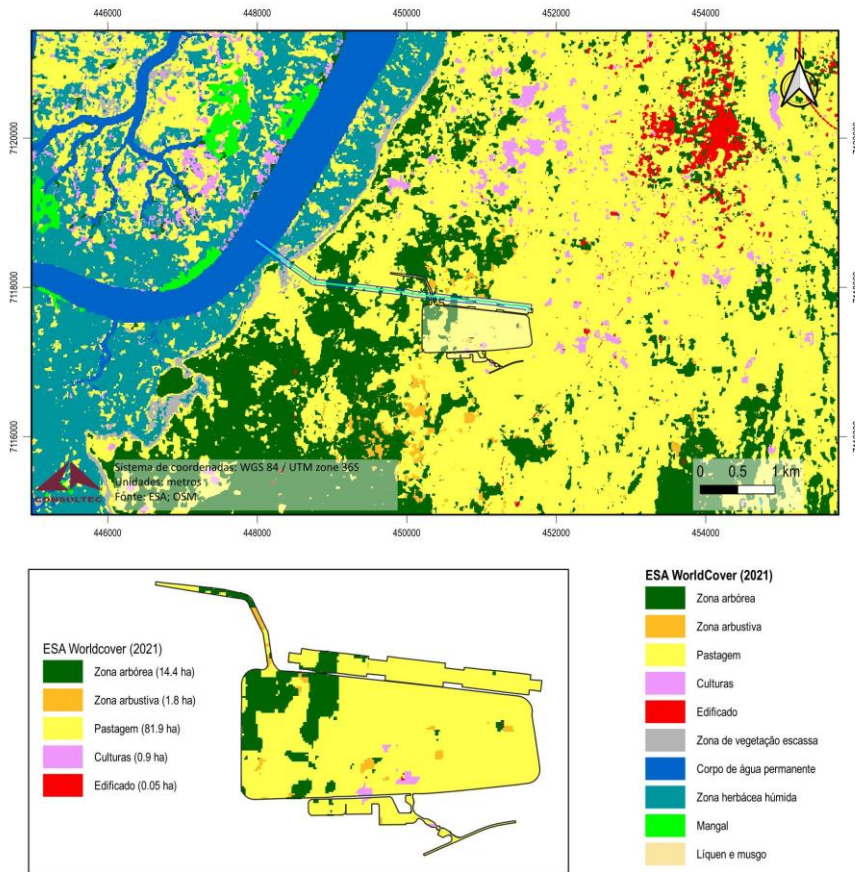 446000 448000 450000 452000 454000
N
7120000
7118000
7116000
CONSULTEC
Sistema de coordenadas: WGS 84 / UTM zone 36S
Unidades: metros
Fonte: ESA; OSM
0 0.5 1 km
446000 448000 450000 452000 454000
ESA Worldcover (2021)
Zona arbórea (14.4 ha)
Zona arbustiva (1.8 ha)
Pastagem (81.9 ha)
Culturas (0.9 ha)
Edificado (0.05 ha)
ESA WorldCover (2021)
Zona arbórea
Zona arbustiva
Pastagem
Culturas
Edificado
Zona de vegetação escassa
Corpo de água permanente
Zona herbácea húmida
Mangal
Líquen e musgo